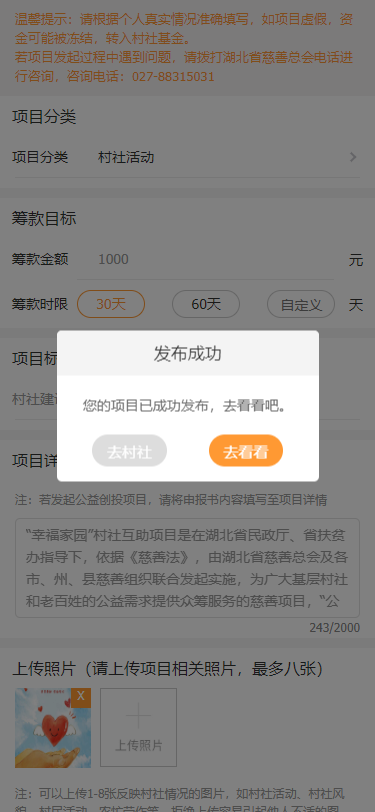 温馨提示：请根据个人真实情况准确填写，如项目虚假，资
金可能被冻结，转入村社基金。
若项目发起过程中遇到问题，请拨打湖北省慈善总会电话进
行咨询，咨询电话：027-88315031
项目分类
项目分类 村社活动
筹款目标
筹款金额 1000 元
筹款时限 30天 60天 自定义 天
项目标
村社建
发布成功
您的项目已成功发布，去看看吧。
去村社 去看看
项目详
注：若发起公益创投项目，请将申报书内容填写至项目详情
“幸福家园”村社互助项目是在湖北省民政厅、省扶贫
办指导下，依据《慈善法》，由湖北省慈善总会及各
市、州、县慈善组织联合发起实施，为广大基层村社
和老百姓的公益需求提供众筹服务的慈善项目，“公
243/2000
上传照片（请上传项目相关照片，最多八张）
X
上传照片
注：可以上传1-8张反映村社情况的图片，如村社活动、村社风
貌、村民活动、农忙劳作等，拒绝上传容易引起他人不适的图